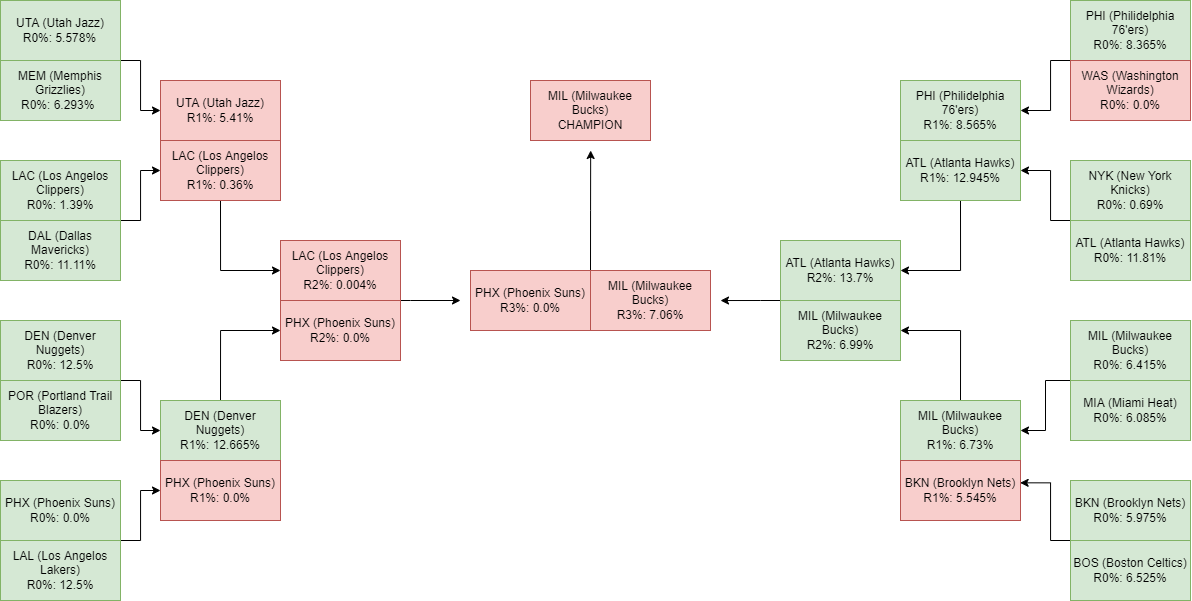 UTA (Utah Jazz)
R0%: 5.578%
MEM (Memphis
Grizzlies)
R0%: 6.293%
LAC (Los Angelos
Clippers)
R0%: 1.39%
DAL (Dallas
Mavericks)
R0%: 11.11%
DEN (Denver
Nuggets)
R0%: 12.5%
POR (Portland Trail
Blazers)
R0%: 0.0%
PHX (Phoenix Suns)
R0%: 0.0%
LAL (Los Angelos
Lakers)
R0%: 12.5%
UTA (Utah Jazz)
R1%: 5.41%
LAC (Los Angelos
Clippers)
R1%: 0.36%
DEN (Denver
Nuggets)
R1%: 12.665%
PHX (Phoenix Suns)
R1%: 0.0%
LAC (Los Angelos
Clippers)
R2%: 0.004%
PHX (Phoenix Suns)
R2%: 0.0%
MIL (Milwaukee
Bucks)
CHAMPION
PHX (Phoenix Suns)
R3%: 0.0%
MIL (Milwaukee
Bucks)
R3%: 7.06%
ATL (Atlanta Hawks)
R2%: 13.7%
MIL (Milwaukee
Bucks)
R2%: 6.99%
PHI (Philidelphia
76'ers)
R1%: 8.565%
ATL (Atlanta Hawks)
R1%: 12.945%
MIL (Milwaukee
Bucks)
R1%: 6.73%
BKN (Brooklyn Nets)
R1%: 5.545%
PHI (Philidelphia
76'ers)
R0%: 8.365%
WAS (Washington
Wizards)
R0%: 0.0%
NYK (New York
Knicks)
R0%: 0.69%
ATL (Atlanta Hawks)
R0%: 11.81%
MIL (Milwaukee
Bucks)
R0%: 6.415%
MIA (Miami Heat)
R0%: 6.085%
BKN (Brooklyn Nets)
R0%: 5.975%
BOS (Boston Celtics)
R0%: 6.525%